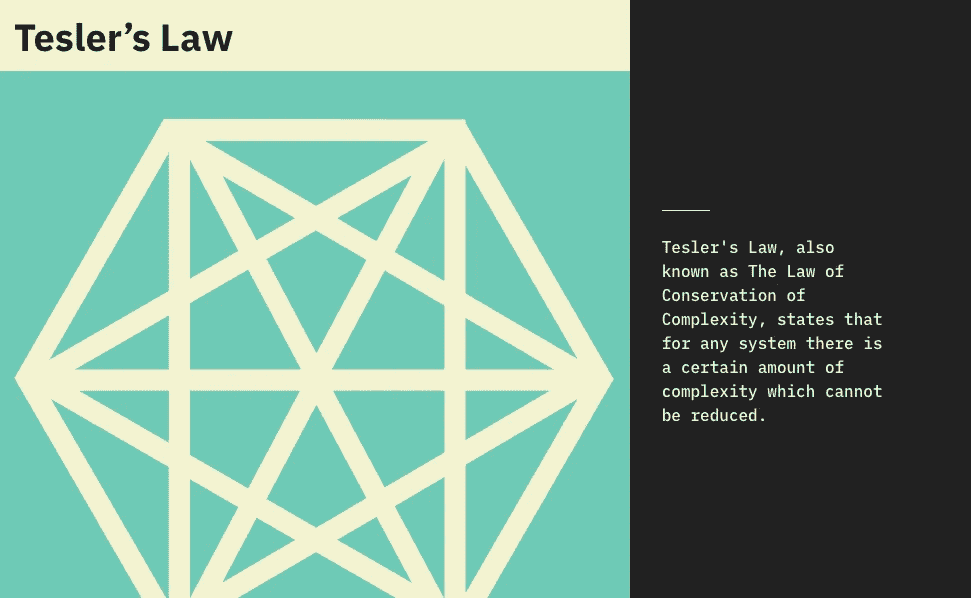 Tesler’s Law
Tesler's Law, also
known as The Law of
Conservation of
Complexity, states that
for any system there is
a certain amount of
complexity which cannot
be reduced.